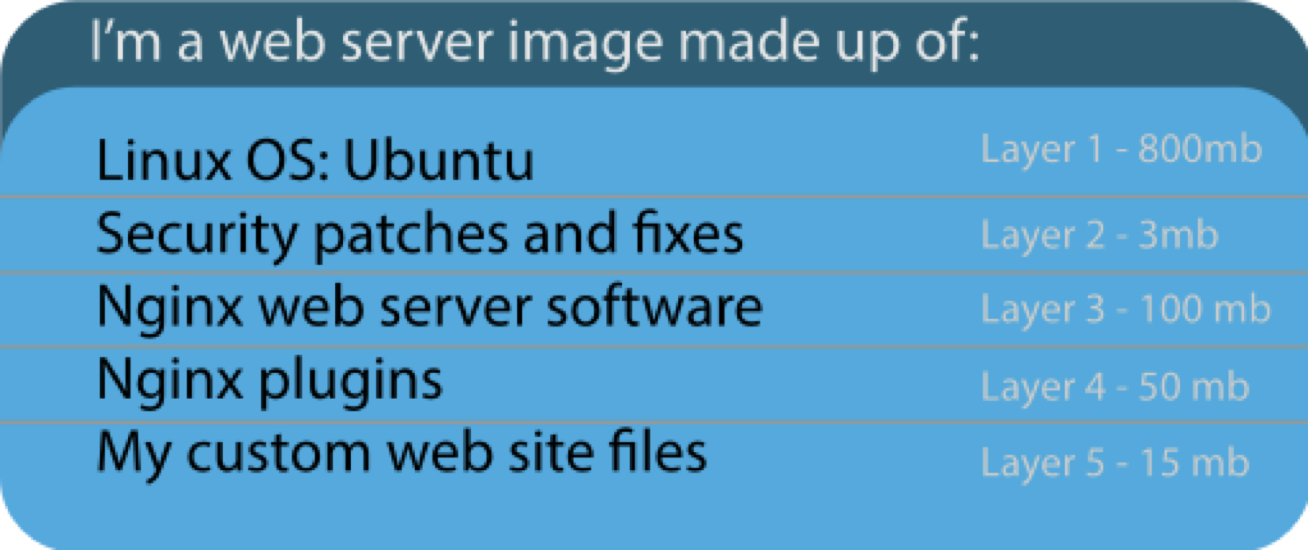 I’m a web server image made up of:
Linux OS: Ubuntu Layer 1 - 800mb
Security patches and fixes Layer 2 - 3mb
Nginx web server software Layer 3 - 100 mb
Nginx plugins Layer 4 - 50 mb
My custom web site files Layer 5 - 15 mb